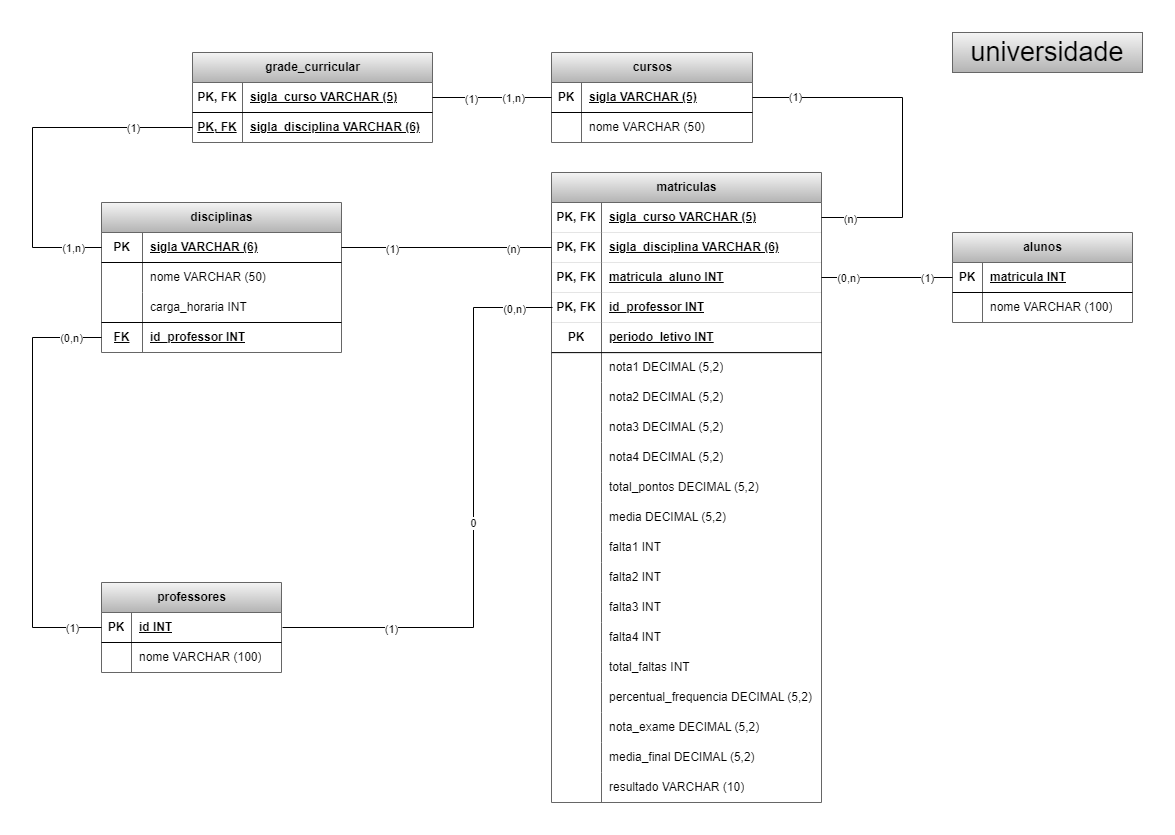 universidade
grade_curricular
PK, FK sigla_curso VARCHAR (5)
PK, FK sigla_disciplina VARCHAR (6)
(1)
(1,n)
cursos
PK sigla VARCHAR (5)
nome VARCHAR (50)
(1)
(n)
(1)
(1,n)
disciplinas
PK sigla VARCHAR (6)
nome VARCHAR (50)
carga_horaria INT
FK id_professor INT
(1)
(n)
(0,n)
(1)
matriculas
PK, FK sigla_curso VARCHAR (5)
PK, FK sigla_disciplina VARCHAR (6)
PK, FK matricula_aluno INT
PK, FK id_professor INT
PK periodo_letivo INT
nota1 DECIMAL (5,2)
nota2 DECIMAL (5,2)
nota3 DECIMAL (5,2)
nota4 DECIMAL (5,2)
total_pontos DECIMAL (5,2)
media DECIMAL (5,2)
falta1 INT
falta2 INT
falta3 INT
falta4 INT
total_faltas INT
percentual_frequencia DECIMAL (5,2)
nota_exame DECIMAL (5,2)
media_final DECIMAL (5,2)
resultado VARCHAR (10)
(0,n)
(1)
alunos
PK matricula INT
nome VARCHAR (100)
(0,n)
0
(1)
professores
PK id INT
nome VARCHAR (100)